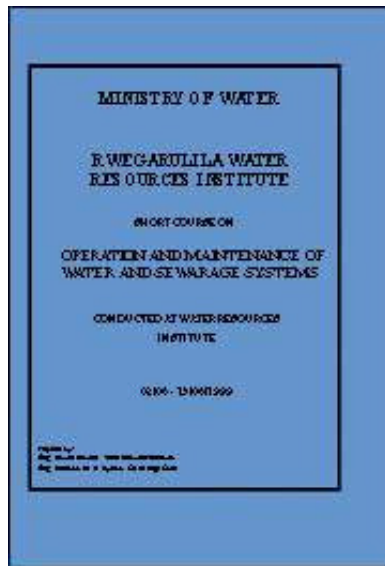 MINISTRY OF WATER
RWEGARULILA WATER
RESOURCES INSTITUTE
SHORT COURSE ON
OPERATION AND MAINTENANCE OF
WATER AND SEWARAGE SYSTEMS
CONDUCTED AT WATER RESOURCES
INSTITUTE